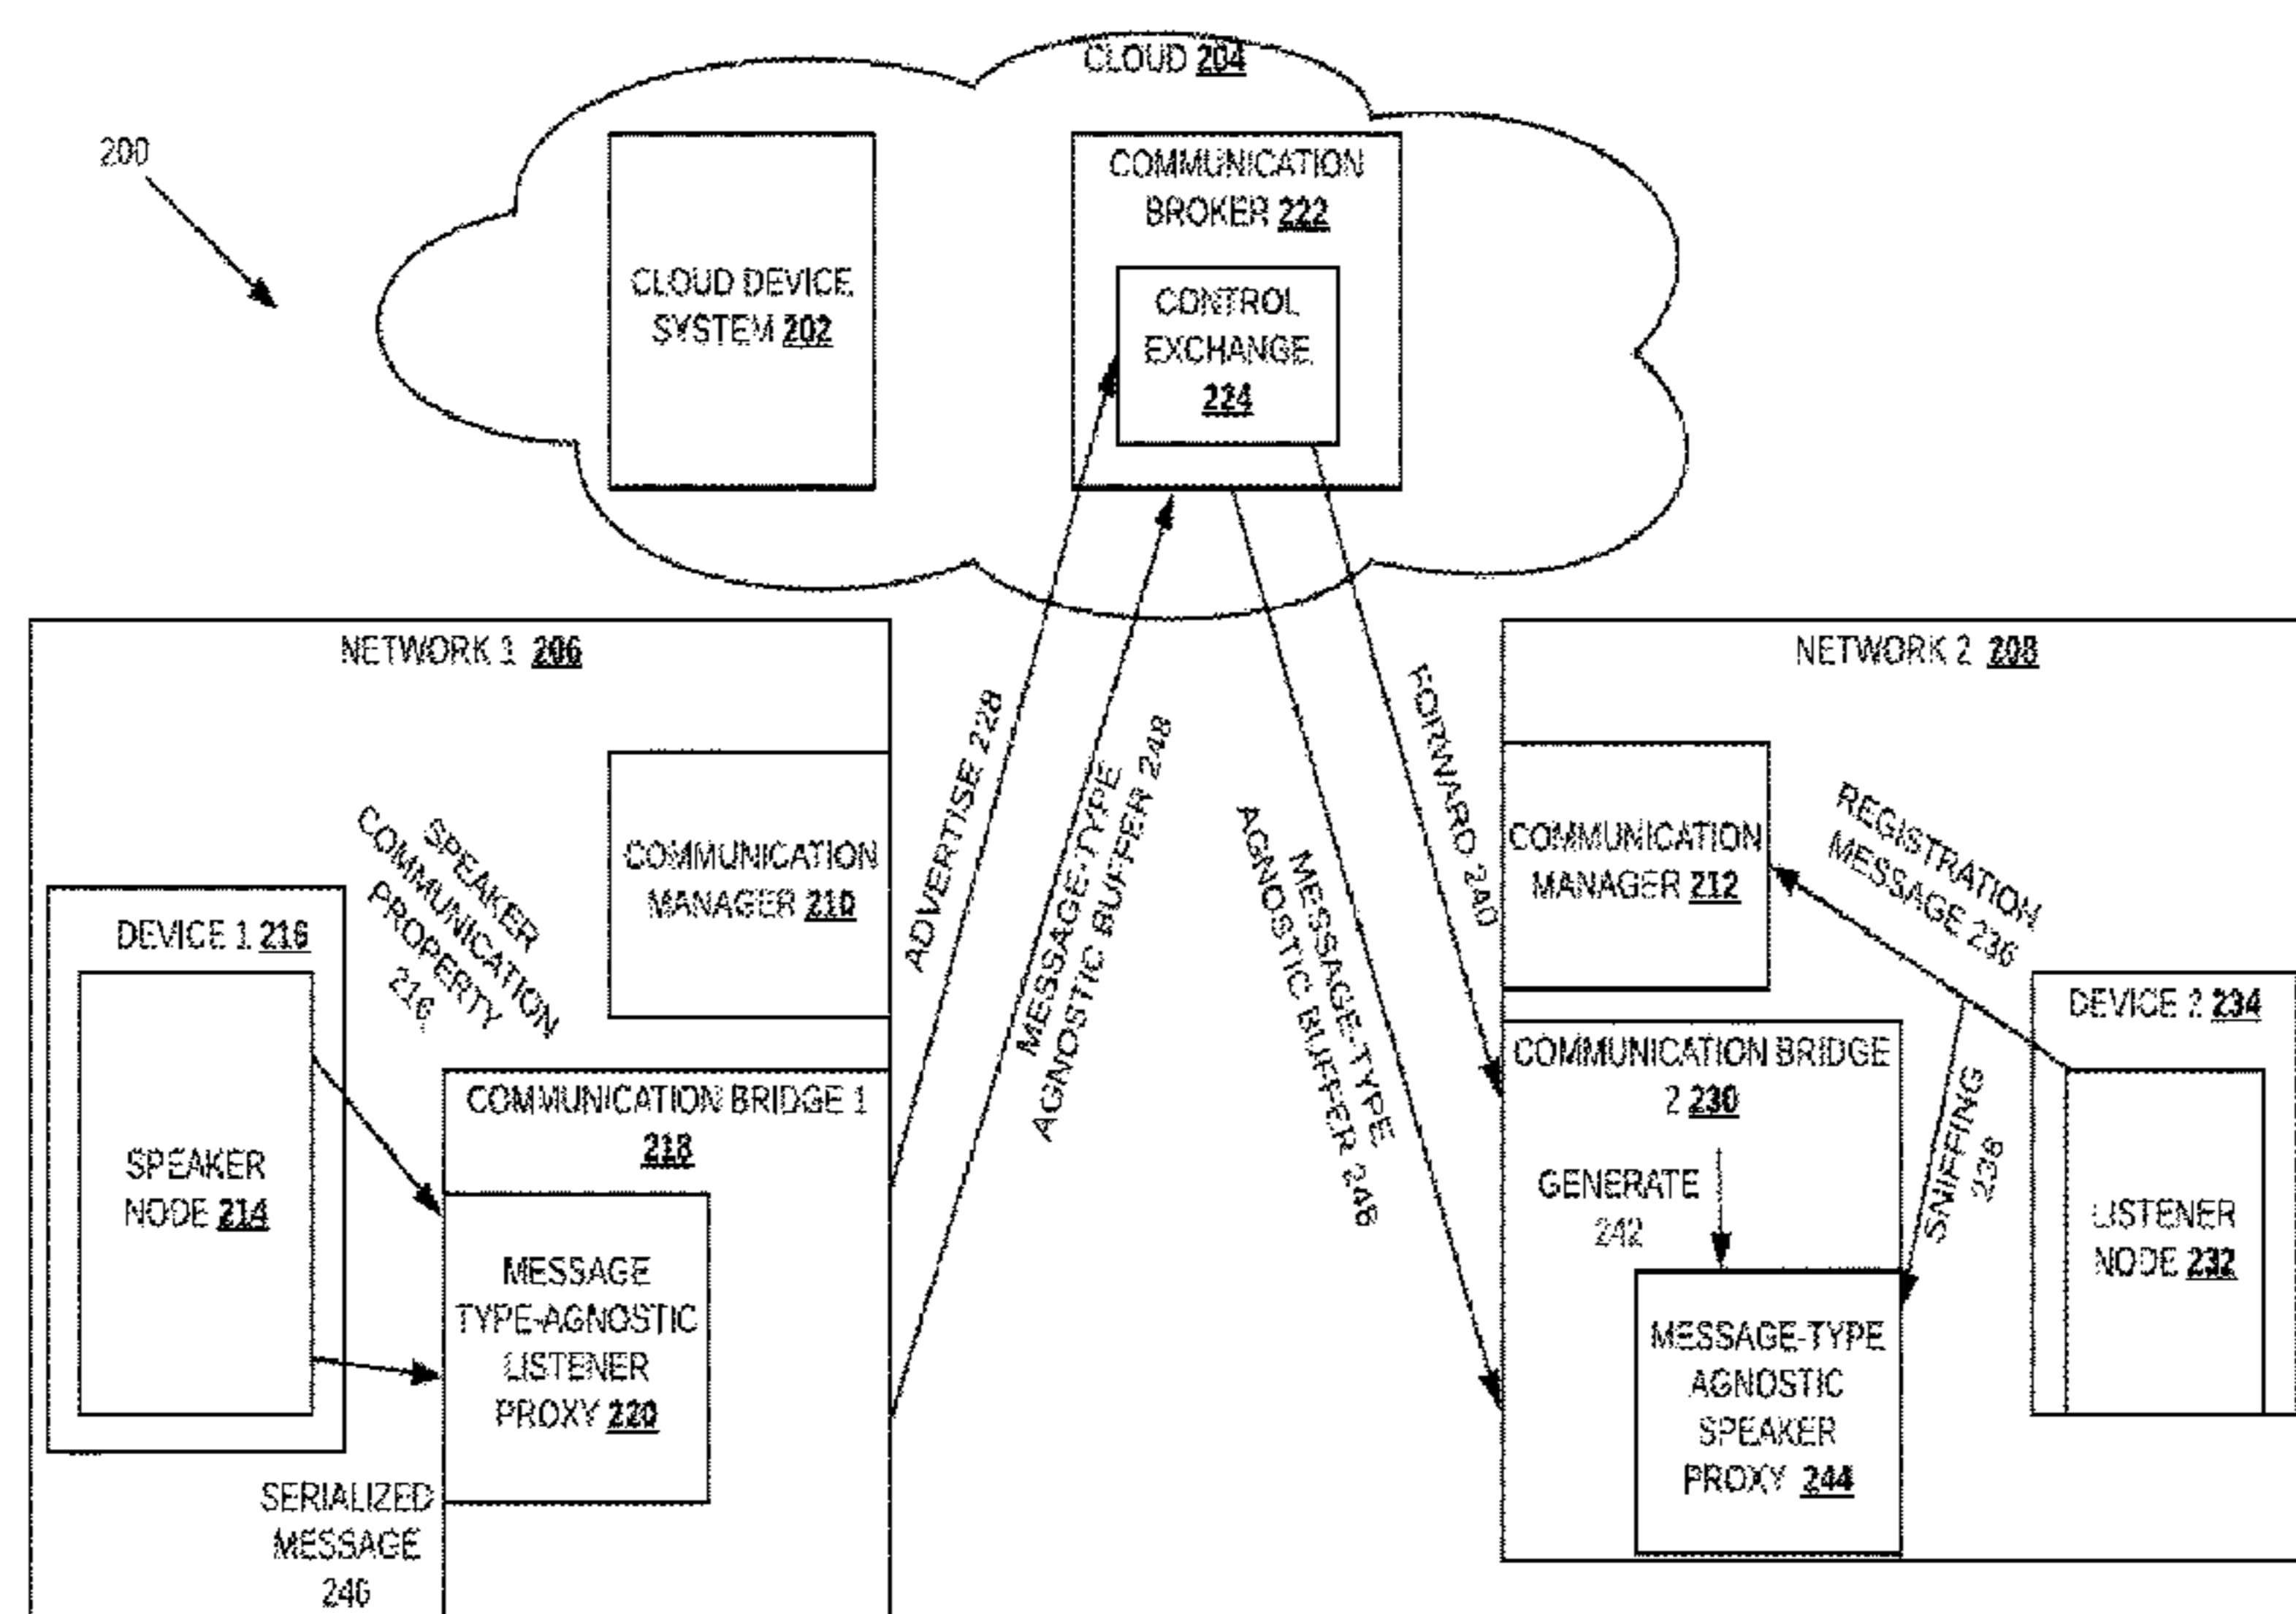 CLOUD 204
200
COMMUNICATION
BROKER 222
CLOUD DEVICE
SYSTEM 202
CONTROL
EXCHANGE
224
NETWORK 1 206
NETWORK 2 208
ADVERTISE 228
MESSAGE-TYPE
AGNOSTIC BUFFER 248
MESSAGE-TYPE
AGNOSTIC BUFFER 248
FORWARD 240
COMMUNICATION
MANAGER 210
SPEAKER
COMMUNICATION
PROPERTY
216
COMMUNICATION
MANAGER 212
REGISTRATION
MESSAGE 236
DEVICE 1 216
SPEAKER
NODE 214
COMMUNICATION BRIDGE 1
218
MESSAGE
TYPE-AGNOSTIC
LISTENER
PROXY 220
SERIALIZED
MESSAGE
246
COMMUNICATION BRIDGE
2 230
GENERATE
242
SNIFFING
238
DEVICE 2 234
LISTENER
NODE 232
MESSAGE-TYPE
AGNOSTIC
SPEAKER
PROXY 244